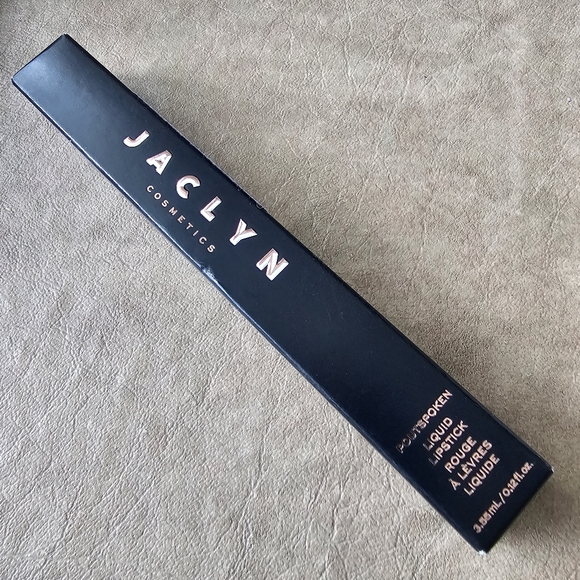 JACLYN
COSMETICS
POUTSPOKEN
LIQUID
LIPSTICK
ROUGE
À LÈVRES
LIQUIDE
3.55 mL / 0.12 fl. oz.